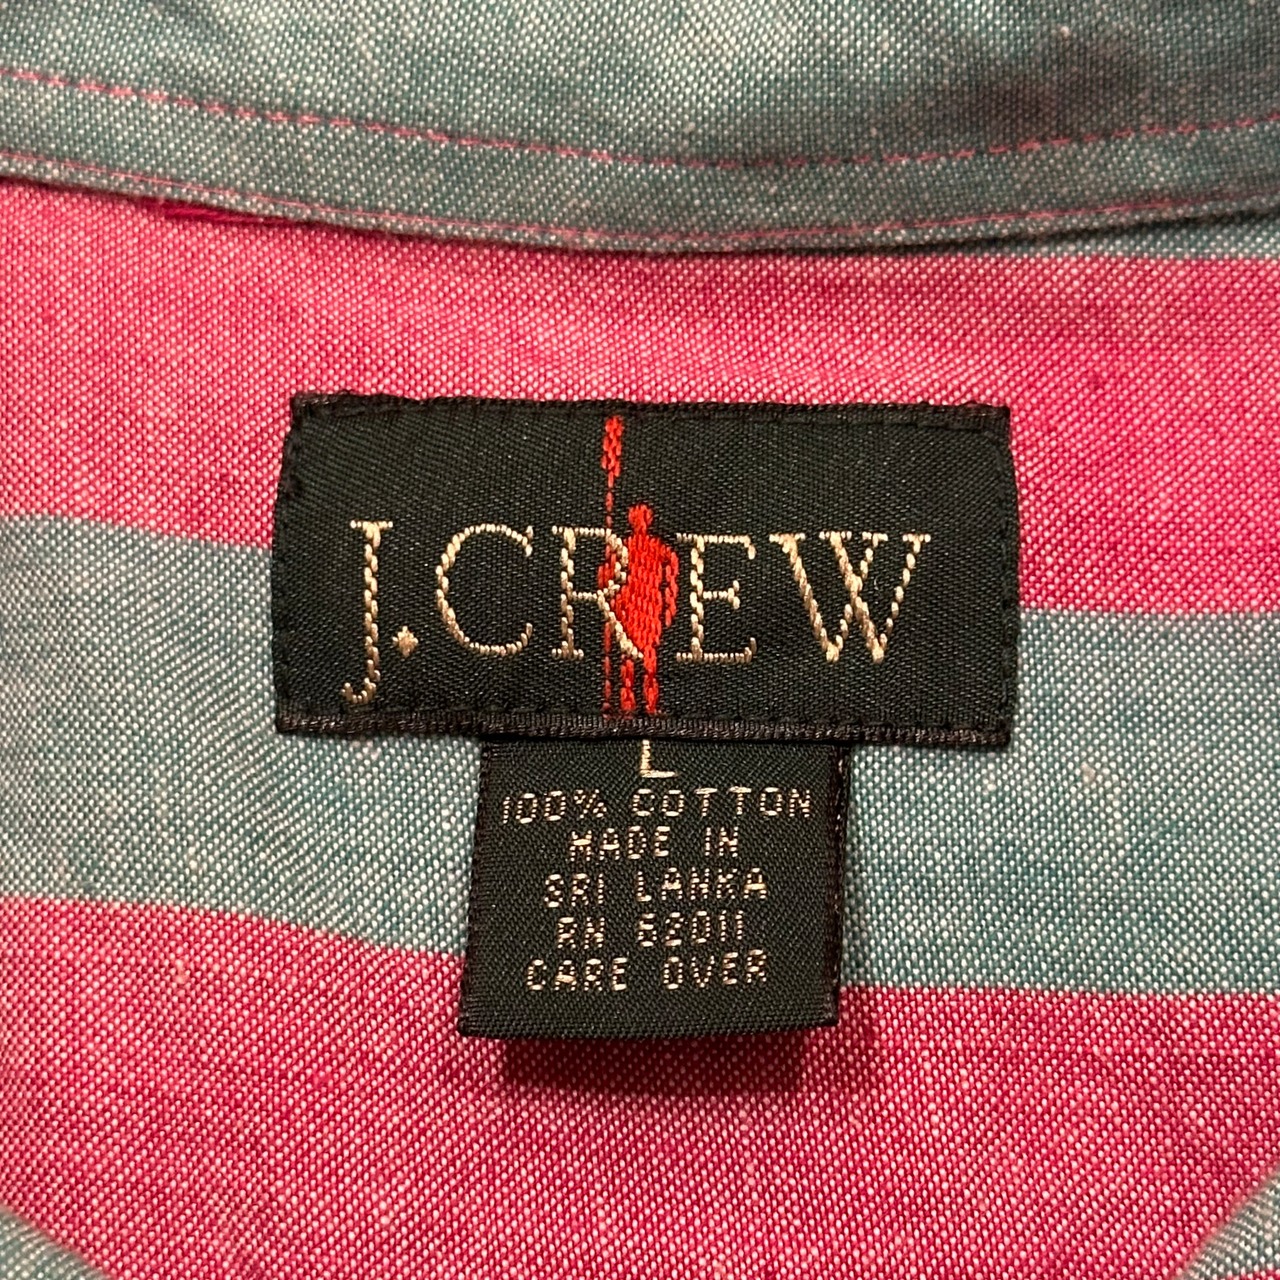 J.CREW
L
100% COTTON
MADE IN
SRI LANKA
RN 62011
CARE OVER